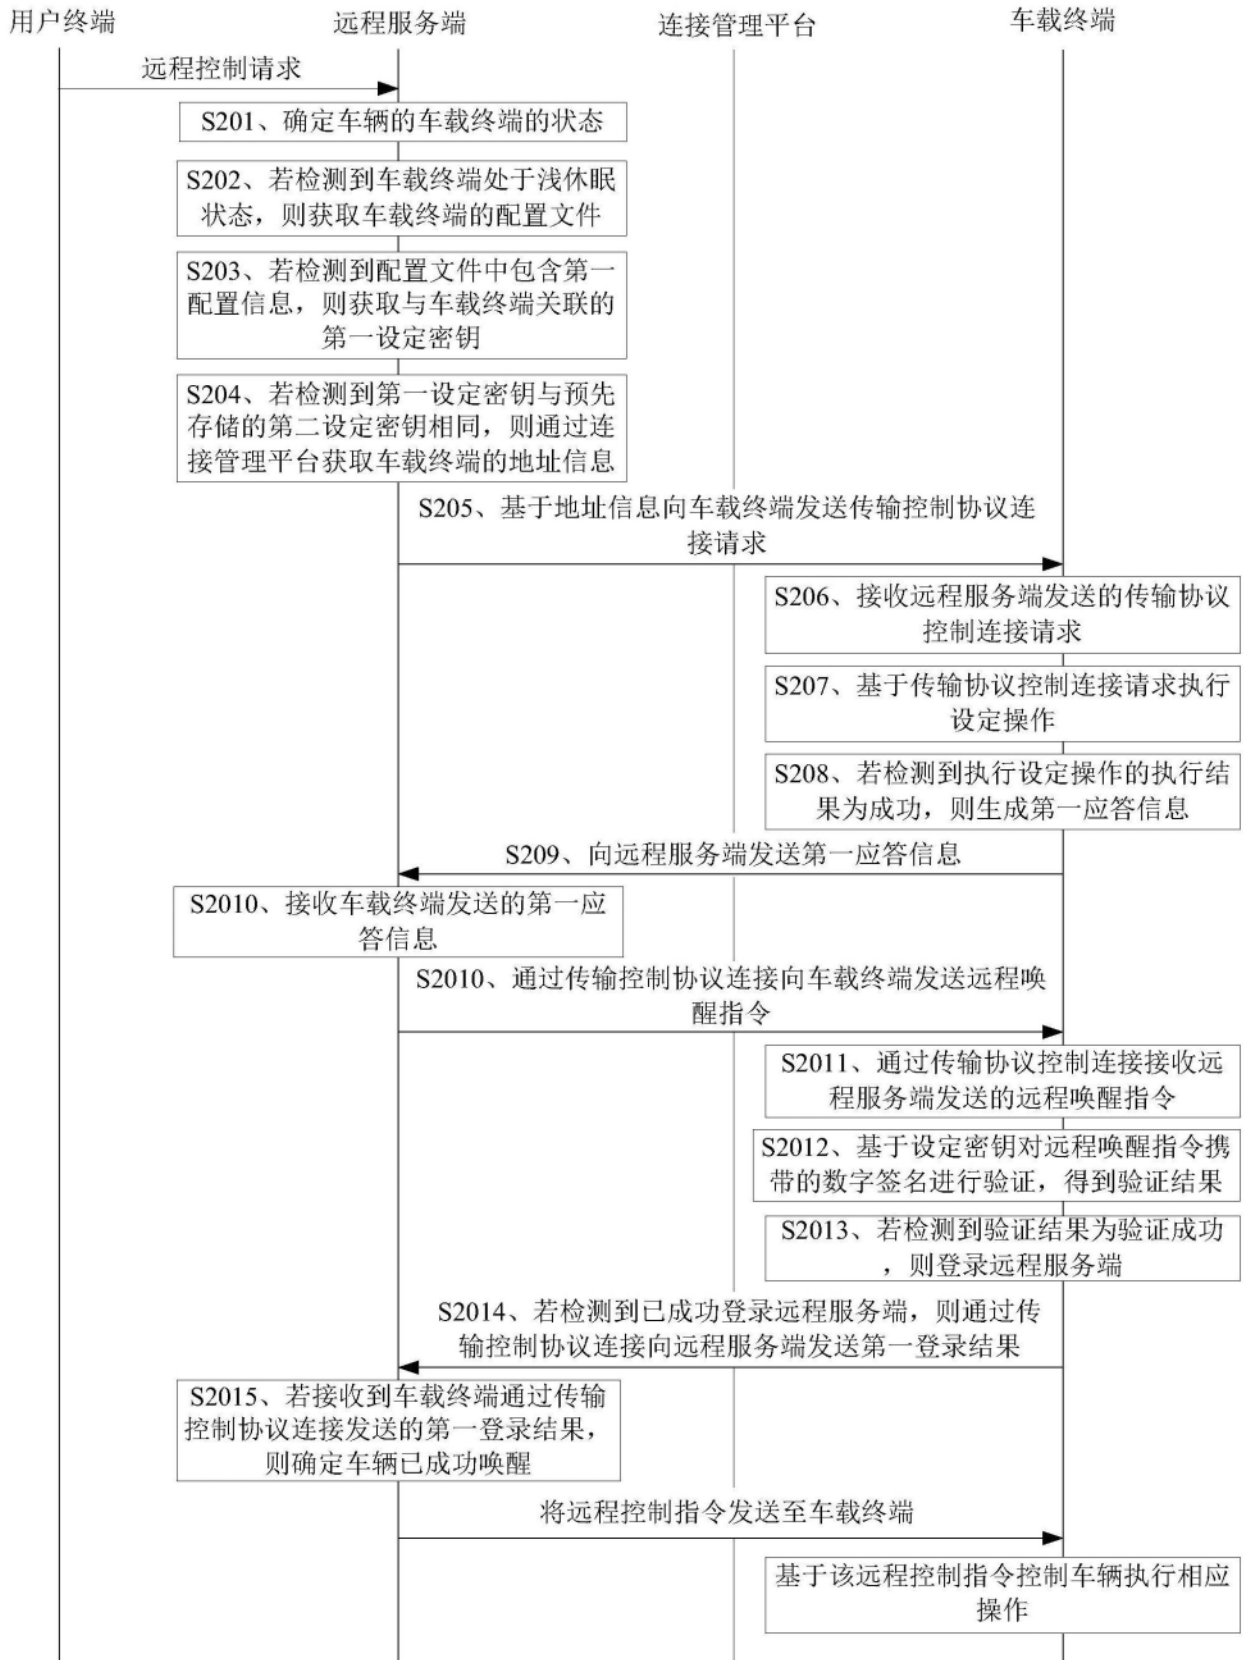 用户终端
远程服务端
连接管理平台
车载终端
远程控制请求
S201、确定车辆的车载终端的状态
S202、若检测到车载终端处于浅休眠
状态，则获取车载终端的配置文件
S203、若检测到配置文件中包含第一
配置信息，则获取与车载终端关联的
第一设定密钥
S204、若检测到第一设定密钥与预先
存储的第二设定密钥相同，则通过连
接管理平台获取车载终端的地址信息
S205、基于地址信息向车载终端发送传输控制协议连
接请求
S206、接收远程服务端发送的传输协议
控制连接请求
S207、基于传输协议控制连接请求执行
设定操作
S208、若检测到执行设定操作的执行结
果为成功，则生成第一应答信息
S209、向远程服务端发送第一应答信息
S2010、接收车载终端发送的第一应
答信息
S2010、通过传输控制协议连接向车载终端发送远程唤
醒指令
S2011、通过传输协议控制连接接收远
程服务端发送的远程唤醒指令
S2012、基于设定密钥对远程唤醒指令携
带的数字签名进行验证，得到验证结果
S2013、若检测到验证结果为验证成功
，则登录远程服务端
S2014、若检测到已成功登录远程服务端，则通过传
输控制协议连接向远程服务端发送第一登录结果
S2015、若接收到车载终端通过传输
控制协议连接发送的第一登录结果，
则确定车辆已成功唤醒
将远程控制指令发送至车载终端
基于该远程控制指令控制车辆执行相应
操作